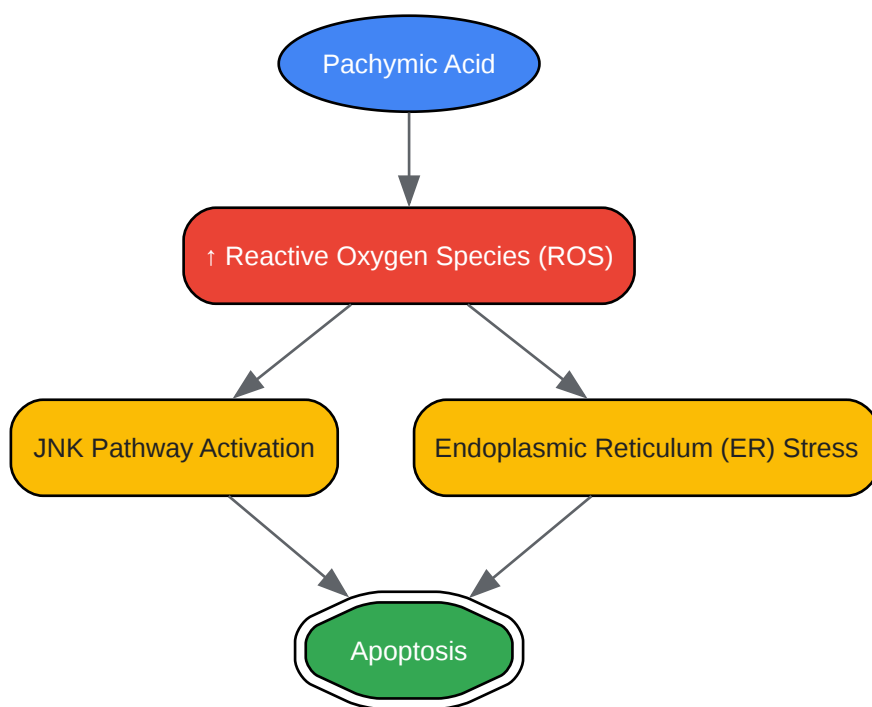 Pachymic Acid
↑ Reactive Oxygen Species (ROS)
JNK Pathway Activation
Endoplasmic Reticulum (ER) Stress
Apoptosis